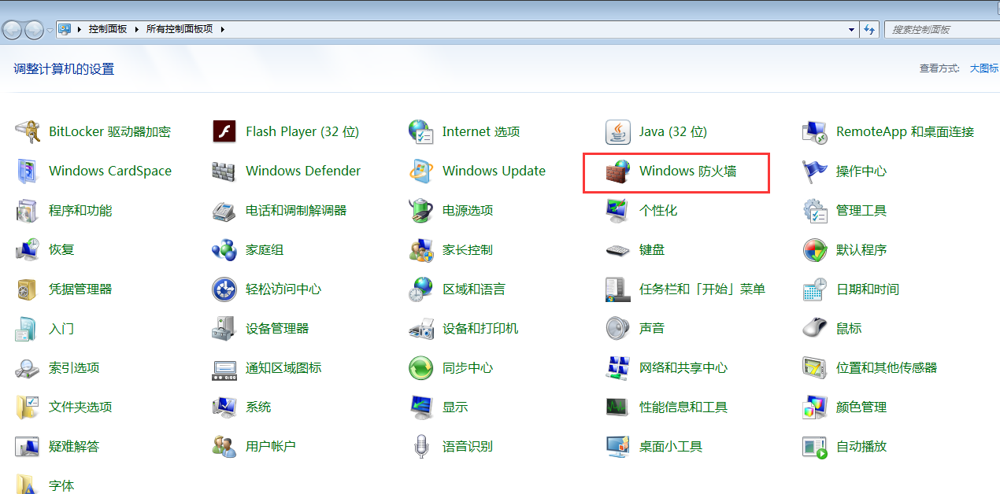 控制面板 所有控制面板项 搜索控制面板
调整计算机的设置 查看方式: 大图标
BitLocker 驱动器加密 Flash Player (32 位) Internet 选项 Java (32 位) RemoteApp 和桌面连接
Windows CardSpace Windows Defender Windows Update Windows 防火墙 操作中心
程序和功能 电话和调制解调器 电源选项 个性化 管理工具
恢复 家庭组 家长控制 键盘 默认程序
凭据管理器 轻松访问中心 区域和语言 任务栏和「开始」菜单 日期和时间
入门 设备管理器 设备和打印机 声音 鼠标
索引选项 通知区域图标 同步中心 网络和共享中心 位置和其他传感器
文件夹选项 系统 显示 性能信息和工具 颜色管理
疑难解答 用户帐户 语音识别 桌面小工具 自动播放
字体